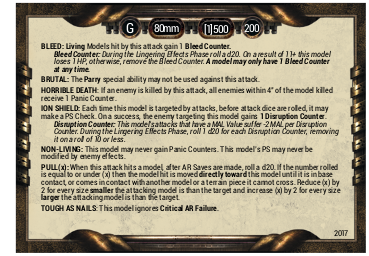 G 80mm [1]500 200
BLEED: Living Models hit by this attack gain 1 Bleed Counter.
Bleed Counter: During the Lingering Effects Phase roll a d20. On a result of 11+ this model
loses 1 HP, otherwise, remove the Bleed Counter. A model may only have 1 Bleed Counter
at any time.
BRUTAL: The Parry special ability may not be used against this attack.
HORRIBLE DEATH: If an enemy is killed by this attack, all enemies within 4" of the model killed
receive 1 Panic Counter.
ION SHIELD: Each time this model is targeted by attacks, before attack dice are rolled, it may
make a PS Check. On a success, the enemy targeting this model gains 1 Disruption Counter.
Disruption Counter: This model's attacks that have a MAL Value suffer -2 MAL per Disruption
Counter. During the Lingering Effects Phase, roll 1 d20 for each Disruption Counter, removing
it on a roll of 10 or less.
NON-LIVING: This model may never gain Panic Counters. This model's PS may never be
modified by enemy effects.
PULL(x): When this attack hits a model, after AR Saves are made, roll a d20. If the number rolled
is equal to or under (x) then the model hit is moved directly toward this model until it is in base
contact, or comes in contact with another model or a terrain piece it cannot cross. Reduce (x) by
2 for every size smaller the attacking model is than the target and increase (x) by 2 for every size
larger the attacking model is than the target.
TOUGH AS NAILS: This model ignores Critical AR Failure.
2017